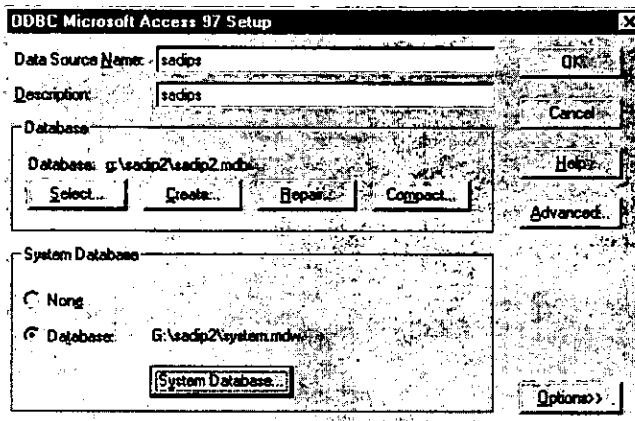 ODBC Microsoft Access 97 Setup
Data Source Name: sadips
OK
Description: sadips
Cancel
Database
Database: g:\sadip2\sadip2.mdb
Help
Select... Create... Repair... Compact...
Advanced...
System Database
None
Database: G:\sadip2\system.mdw
System Database...
Options>>